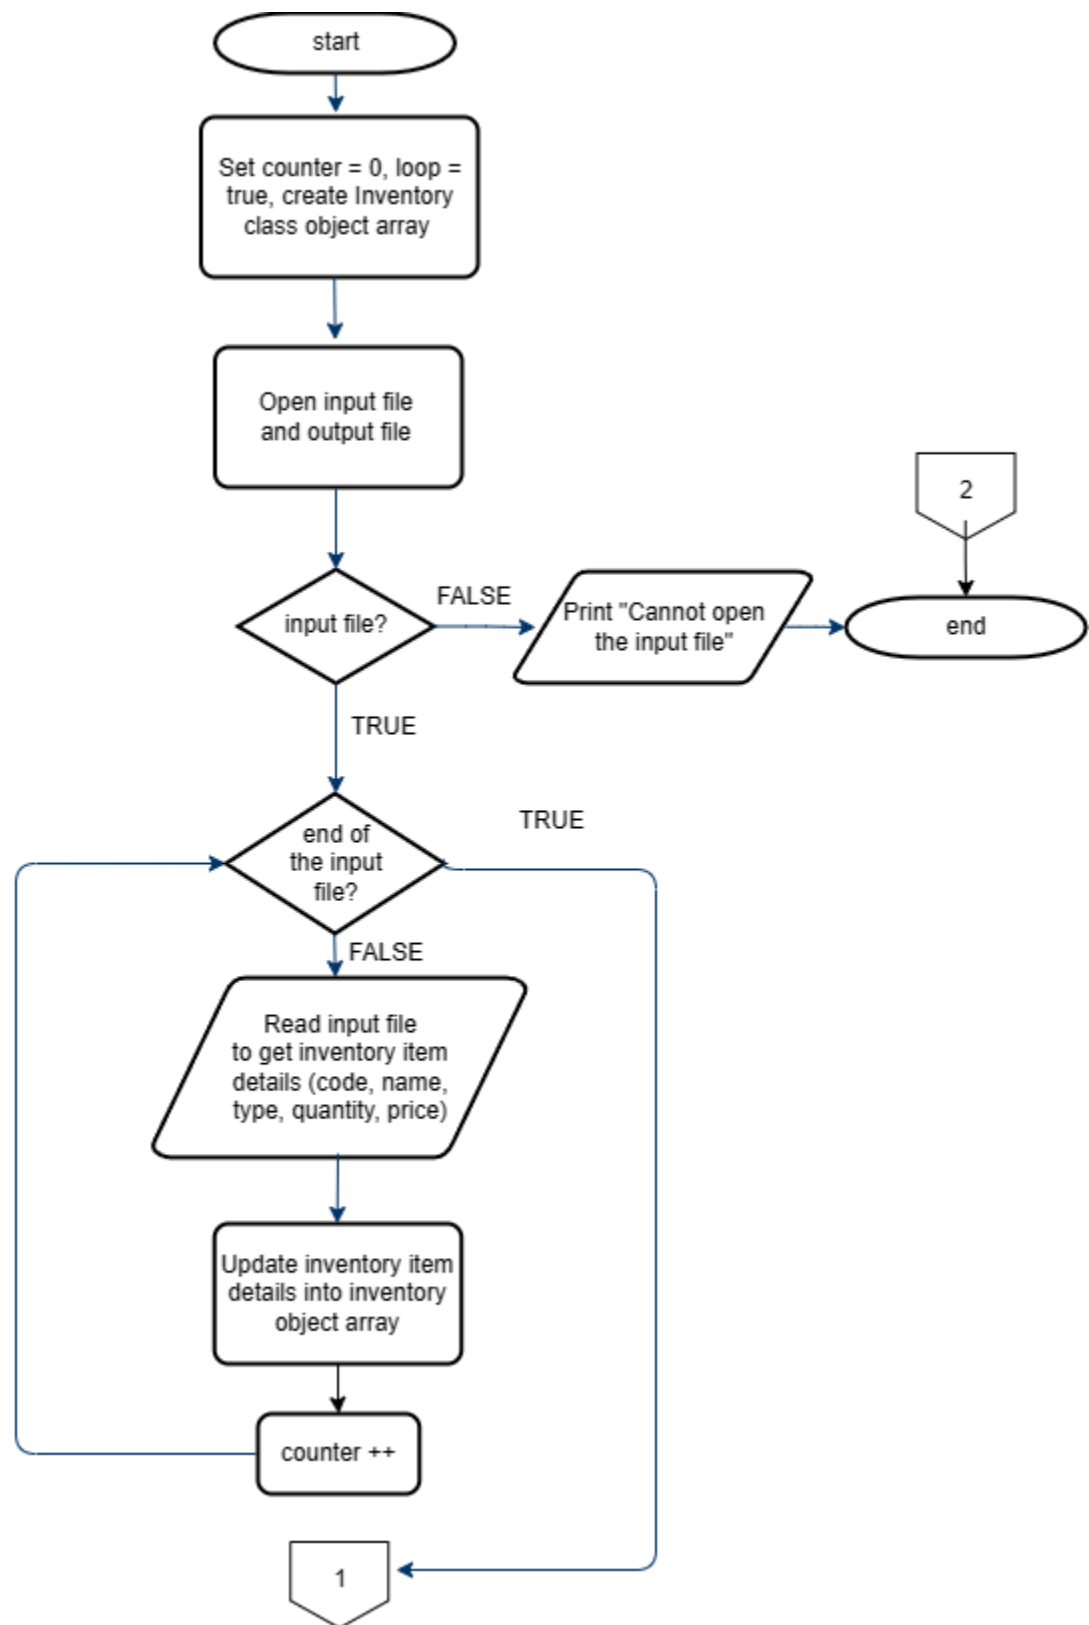 start
Set counter = 0, loop =
true, create Inventory
class object array
Open input file
and output file
2
input file?
FALSE
Print "Cannot open
the input file"
end
TRUE
end of
the input
file?
TRUE
FALSE
Read input file
to get inventory item
details (code, name,
type, quantity, price)
Update inventory item
details into inventory
object array
counter ++
1